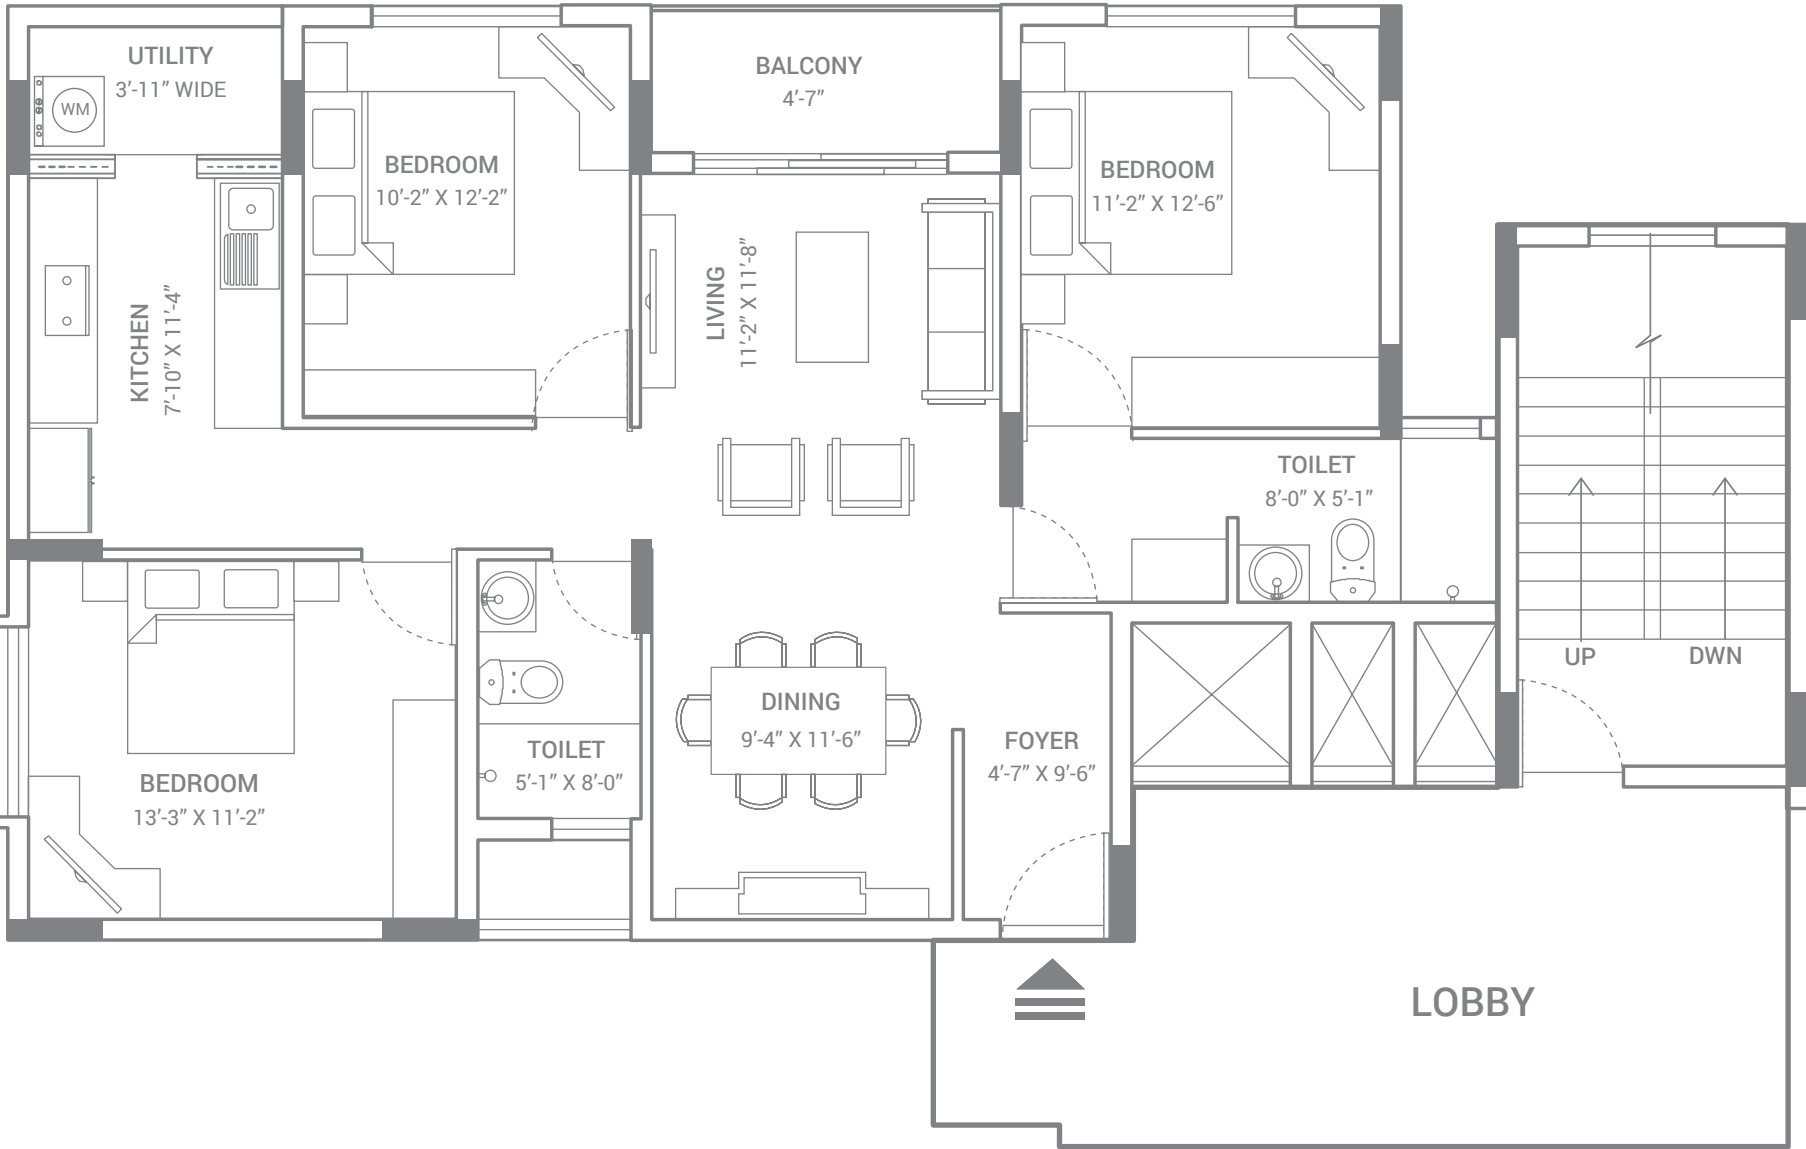 UTILITY
3’-11” WIDE
WM
BALCONY
4’-7”
BEDROOM
10’-2” X 12’-2”
BEDROOM
11’-2” X 12’-6”
LIVING
11’-2” X 11’-8”
KITCHEN
7’-10” X 11’-4”
TOILET
8’-0” X 5’-1”
UP
DWN
DINING
9’-4” X 11’-6”
FOYER
4’-7” X 9’-6”
TOILET
5’-1” X 8’-0”
BEDROOM
13’-3” X 11’-2”
LOBBY